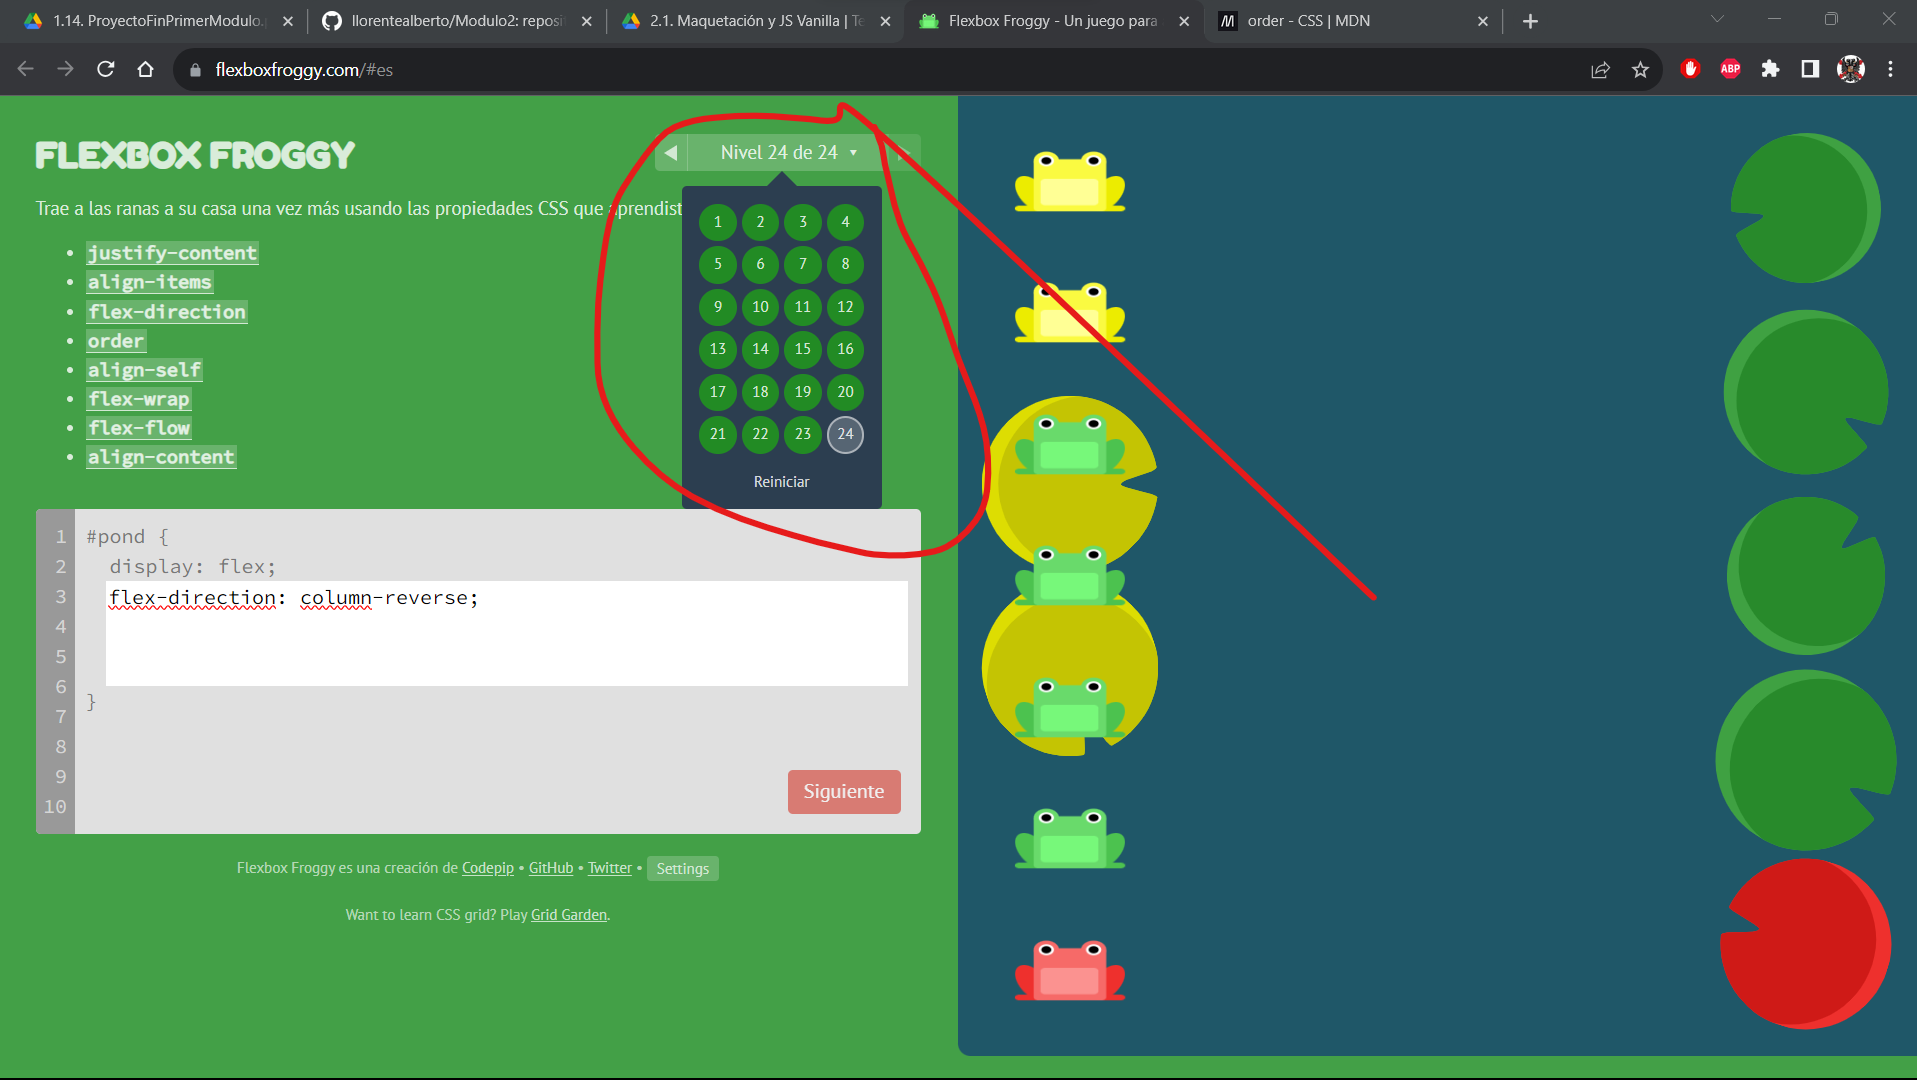 1.14. ProyectoFinPrimerModulo.
llorentealberto/Modulo2: reposi
2.1. Maquetación y JS Vanilla | Te
Flexbox Froggy - Un juego para
order - CSS | MDN
flexboxfroggy.com/#es
ABP
FLEXBOX FROGGY
Nivel 24 de 24
Trae a las ranas a su casa una vez más usando las propiedades CSS que aprendist
justify-content
align-items
flex-direction
order
align-self
flex-wrap
flex-flow
align-content
1 2 3 4
5 6 7 8
9 10 11 12
13 14 15 16
17 18 19 20
21 22 23 24
Reiniciar
1 #pond {
2 display: flex;
3 flex-direction: column-reverse;
4
5
6
}
7
8
9
10
Siguiente
Flexbox Froggy es una creación de Codepip • GitHub • Twitter • Settings
Want to learn CSS grid? Play Grid Garden.